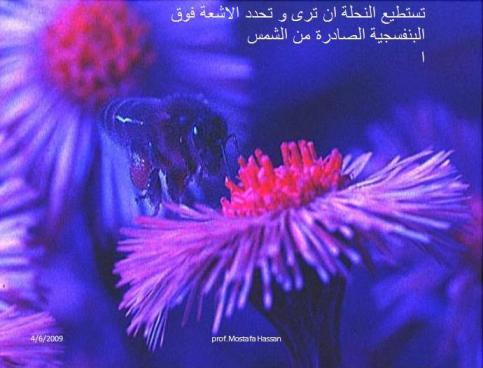 تستطيع النحلة ان ترى و تحدد الاشعة فوق
البنفسجية الصادرة من الشمس
ا
4/6/2009
prof.Mostafa Hassan